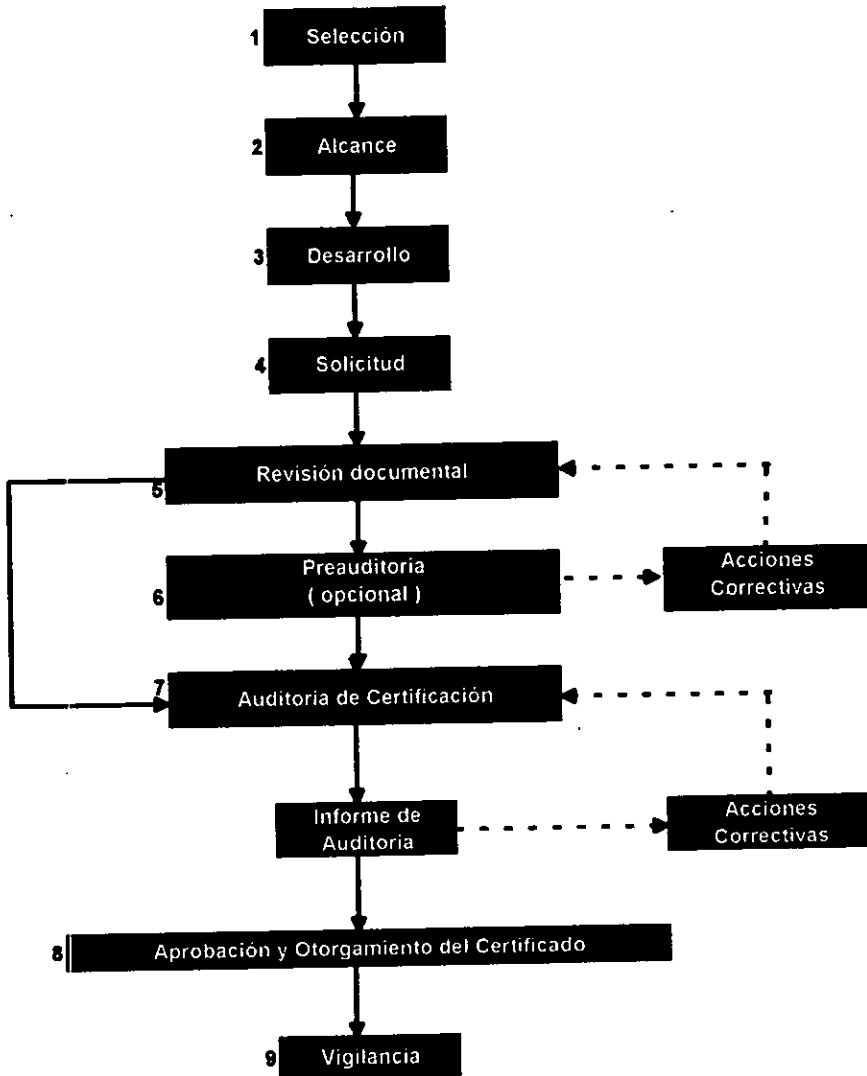 1 Selección
2 Alcance
3 Desarrollo
4 Solicitud
5 Revisión documental
6 Preauditoría
( opcional )
Acciones
Correctivas
7 Auditoria de Certificación
Informe de
Auditoria
Acciones
Correctivas
8 Aprobación y Otorgamiento del Certificado
9 Vigilancia